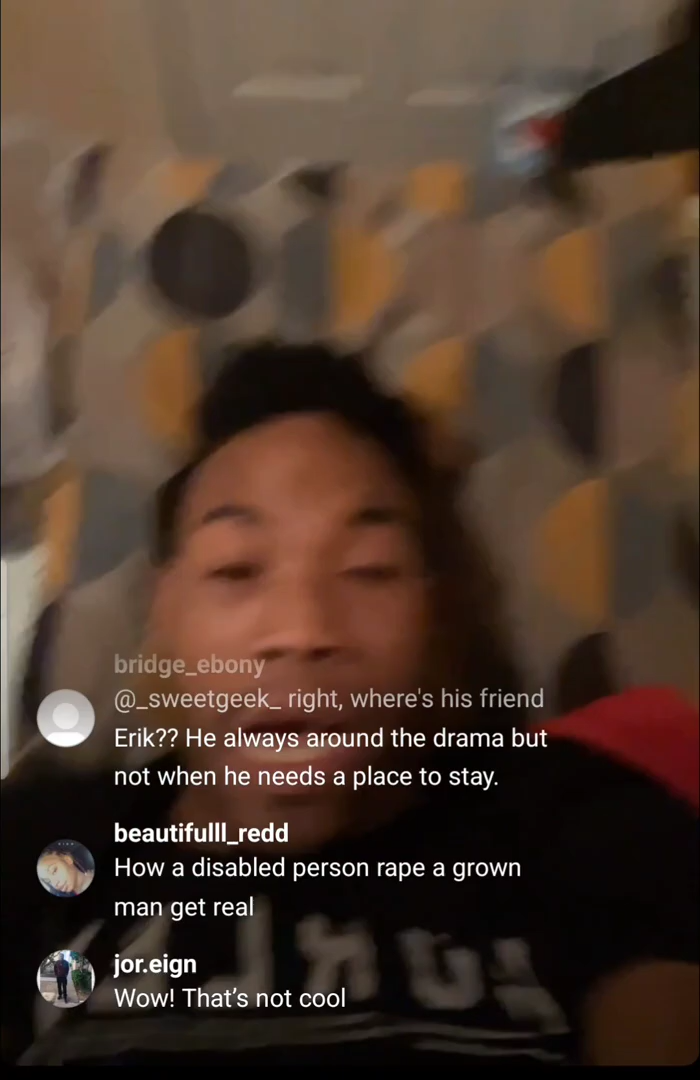 bridge_ebony
@_sweetgeek_ right, where's his friend
Erik?? He always around the drama but
not when he needs a place to stay.
beautifulll_redd
How a disabled person rape a grown
man get real
jor.eign
Wow! That’s not cool